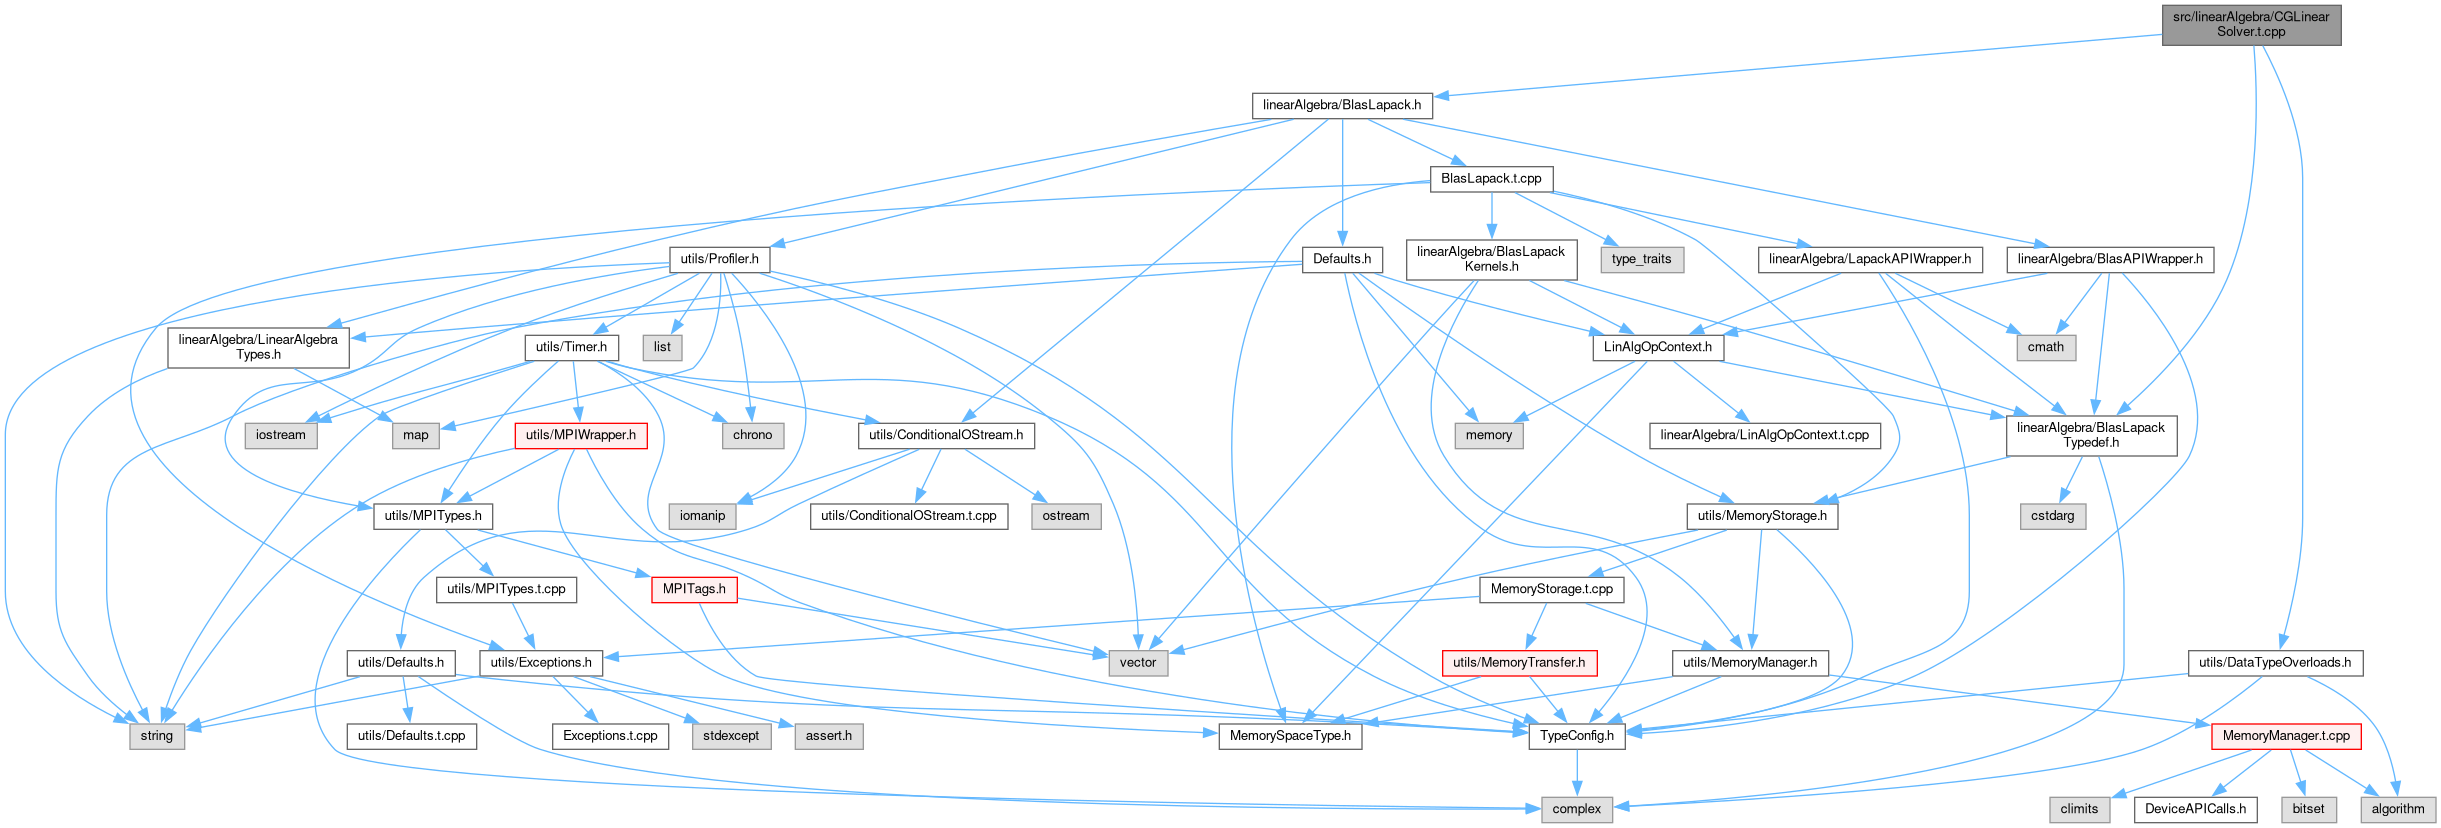 src/linearAlgebra/CGLinear
Solver.t.cpp
linearAlgebra/BlasLapack.h
BlasLapack.t.cpp
utils/Profiler.h
Defaults.h
linearAlgebra/BlasLapack
Kernels.h
type_traits
linearAlgebra/LapackAPIWrapper.h
linearAlgebra/BlasAPIWrapper.h
linearAlgebra/LinearAlgebra
Types.h
utils/Timer.h
list
LinAlgOpContext.h
cmath
iostream
map
utils/MPIWrapper.h
chrono
utils/ConditionalOStream.h
memory
linearAlgebra/LinAlgOpContext.t.cpp
linearAlgebra/BlasLapack
Typedef.h
utils/MPITypes.h
iomanip
utils/ConditionalOStream.t.cpp
ostream
utils/MemoryStorage.h
cstdarg
utils/MPITypes.t.cpp
MPITags.h
MemoryStorage.t.cpp
utils/Defaults.h
utils/Exceptions.h
vector
utils/MemoryTransfer.h
utils/MemoryManager.h
utils/DataTypeOverloads.h
string
utils/Defaults.t.cpp
Exceptions.t.cpp
stdexcept
assert.h
MemorySpaceType.h
TypeConfig.h
MemoryManager.t.cpp
complex
climits
DeviceAPICalls.h
bitset
algorithm